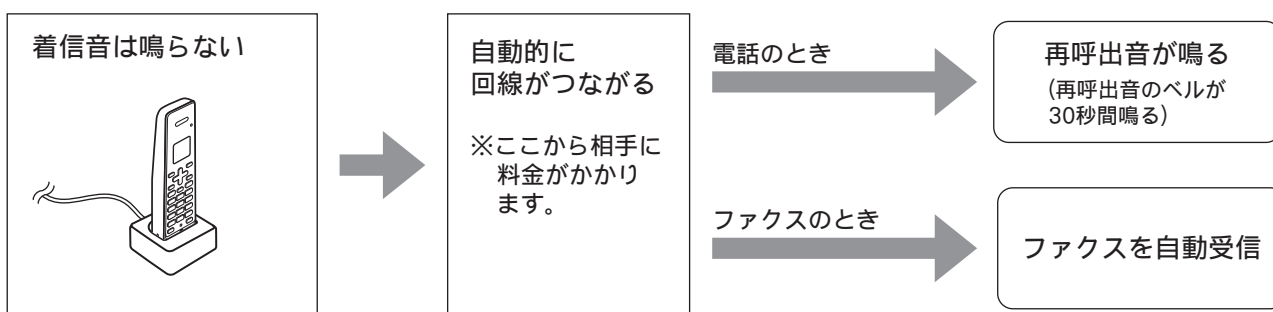 着信音は鳴らない
自動的に
回線がつながる
※ここから相手に
料金がかかり
ます。
電話のとき
再呼出音が鳴る
(再呼出音のベルが
30秒間鳴る)
ファクスのとき
ファクスを自動受信